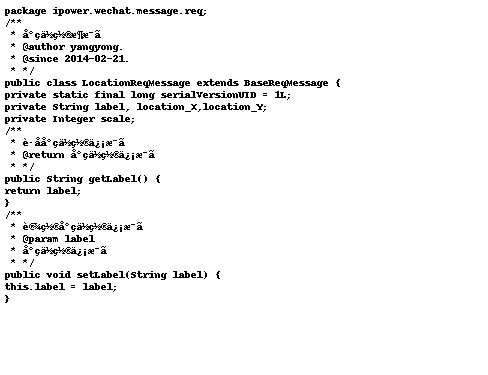 package ipower.wechat.message.req;
/**
 * å°çä½ç½®æ¶æ¯ã
 * @author yangyong.
 * @since 2014-02-21.
 * */
public class LocationReqMessage extends BaseReqMessage {
private static final long serialVersionUID = 1L;
private String label, location_X,location_Y;
private Integer scale;
/**
 * è·åå°çä½ç½®ä¿¡æ¯ã
 * @return å°çä½ç½®ä¿¡æ¯ã
 * */
public String getLabel() {
return label;
}
/**
 * è®¾ç½®å°çä½ç½®ä¿¡æ¯ã
 * @param label
 * å°çä½ç½®ä¿¡æ¯ã
 * */
public void setLabel(String label) {
this.label = label;
}